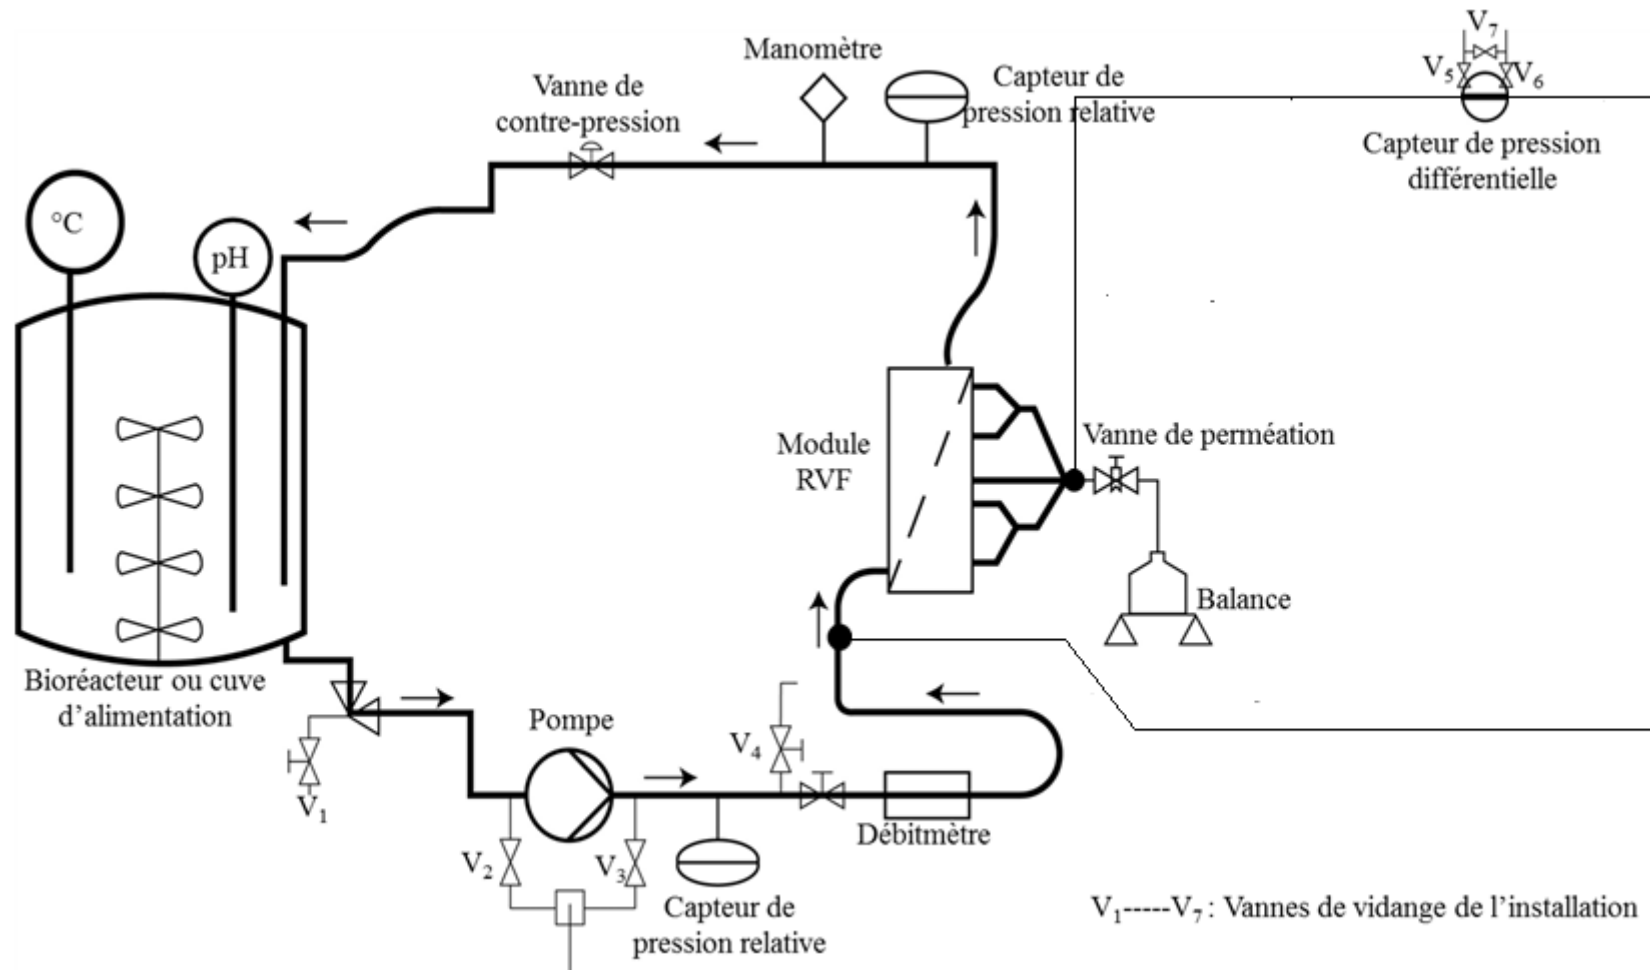 V7
V5
V6
Manomètre
Capteur de
pression relative
Vanne de
contre-pression
Capteur de pression
différentielle
°C
pH
Module
RVF
Vanne de perméation
Balance
Bioréacteur ou cuve
d’alimentation
Pompe
V4
V1
Débitmètre
V2
V3
Capteur de
pression relative
V1-----V7 : Vannes de vidange de l’installation